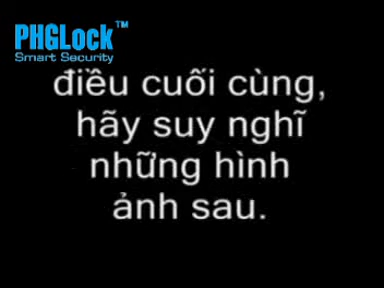 PHGLock™
Smart Security
điều cuối cùng,
hãy suy nghĩ
những hình
ảnh sau.